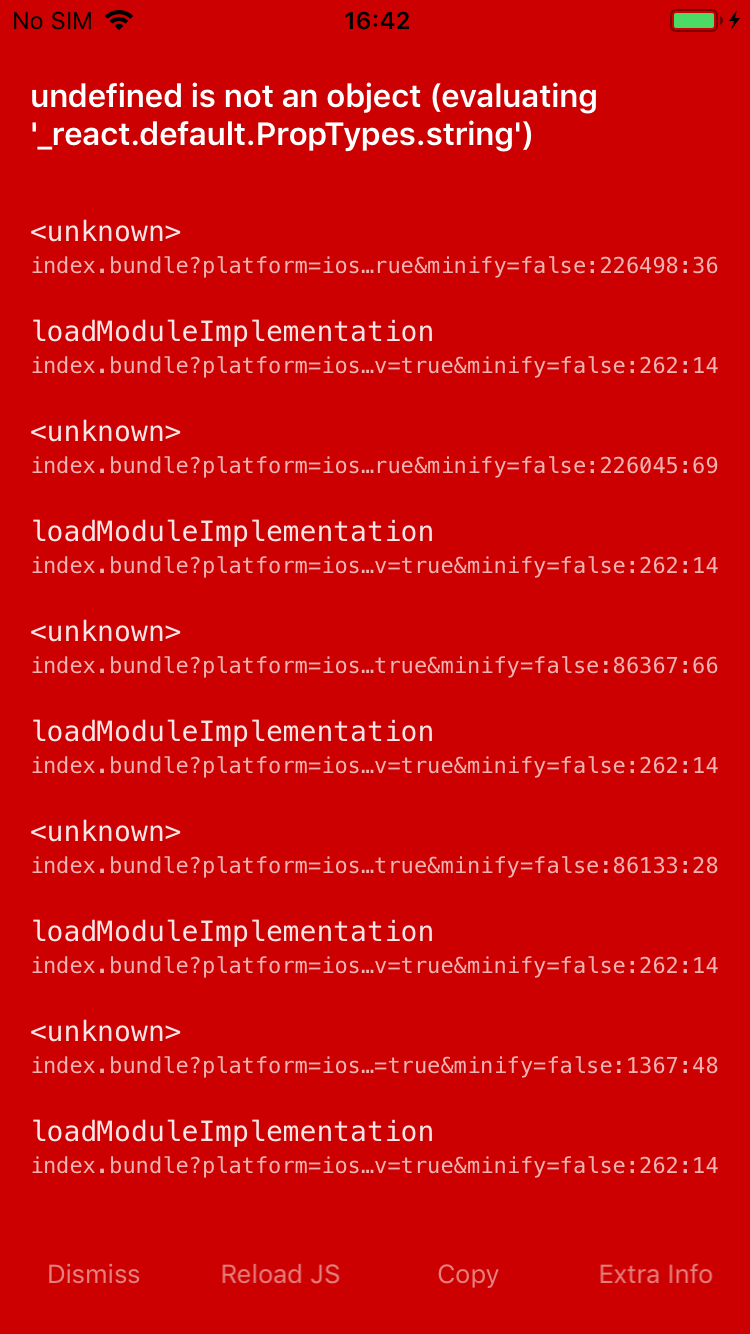 No SIM 16:42
undefined is not an object (evaluating
'_react.default.PropTypes.string')
<unknown>
index.bundle?platform=ios…rue&minify=false:226498:36
loadModuleImplementation
index.bundle?platform=ios…v=true&minify=false:262:14
<unknown>
index.bundle?platform=ios…rue&minify=false:226045:69
loadModuleImplementation
index.bundle?platform=ios…v=true&minify=false:262:14
<unknown>
index.bundle?platform=ios…true&minify=false:86367:66
loadModuleImplementation
index.bundle?platform=ios…v=true&minify=false:262:14
<unknown>
index.bundle?platform=ios…true&minify=false:86133:28
loadModuleImplementation
index.bundle?platform=ios…v=true&minify=false:262:14
<unknown>
index.bundle?platform=ios…=true&minify=false:1367:48
loadModuleImplementation
index.bundle?platform=ios…v=true&minify=false:262:14
Dismiss Reload JS Copy Extra Info